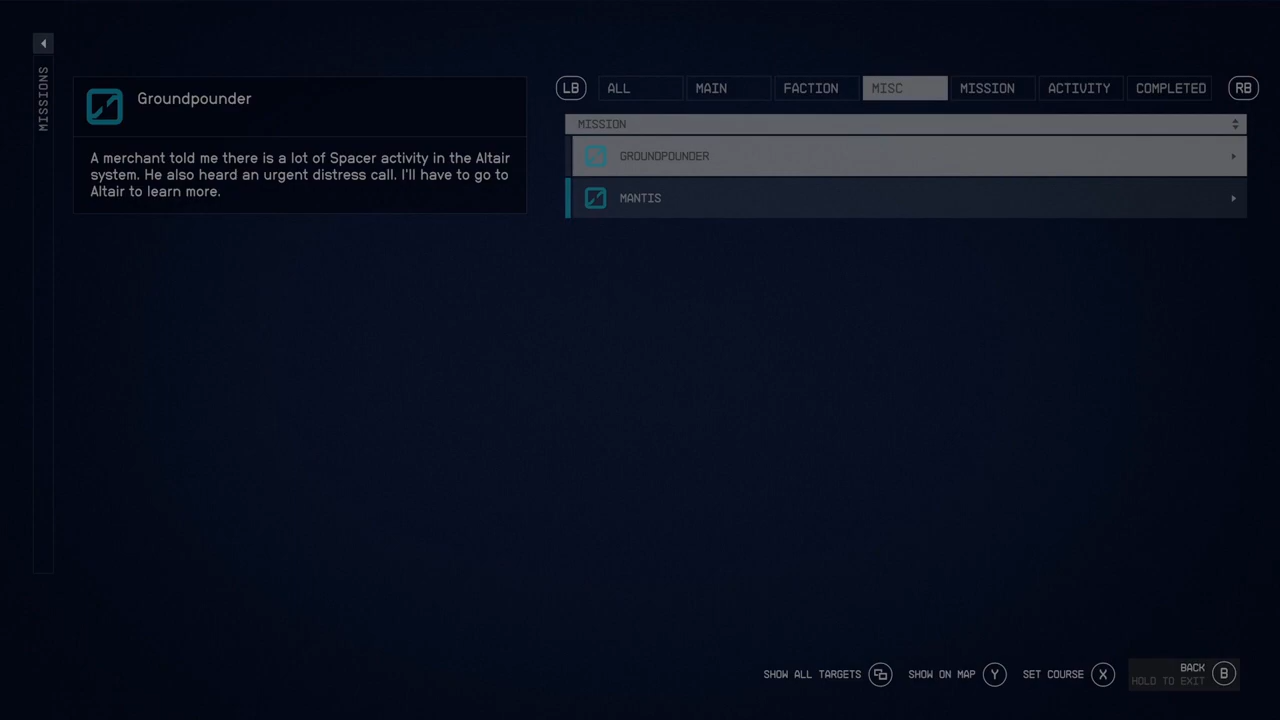 MISSIONS
Groundpounder
A merchant told me there is a lot of Spacer activity in the Altair
system. He also heard an urgent distress call. I'll have to go to
Altair to learn more.
LB ALL MAIN FACTION MISC MISSION ACTIVITY COMPLETED RB
MISSION
GROUNDPOUNDER
MANTIS
SHOW ALL TARGETS SHOW ON MAP Y SET COURSE X BACK B
HOLD TO EXIT